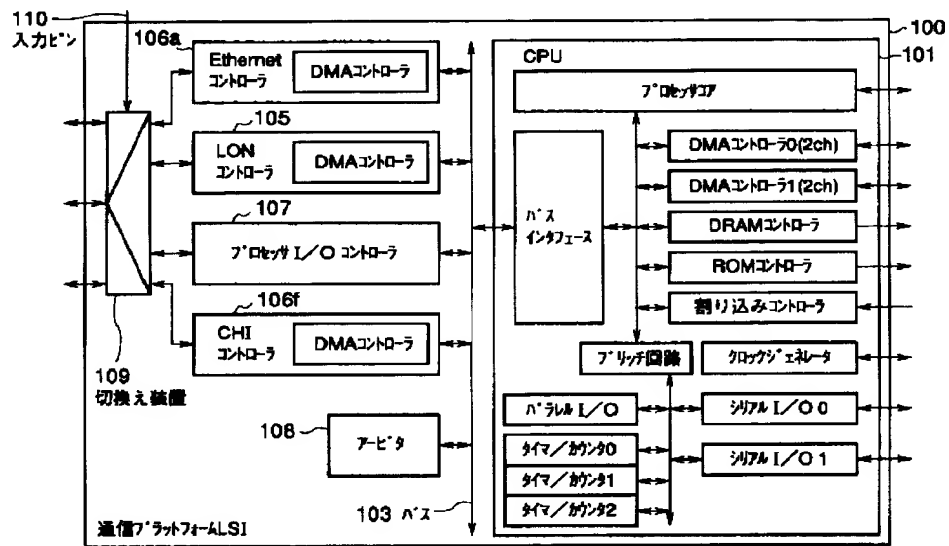 110
入力ピン
100
101
106a
Ethernet
コントローラ
DMAコントローラ
105
LON
コントローラ
DMAコントローラ
107
プロセッサ I/O コントローラ
106f
CHI
コントローラ
DMAコントローラ
109
切換え装置
108
アービタ
103 バス
通信プラットフォームLSI
CPU
プロセッサコア
バス
インタフェース
DMAコントローラ0(2ch)
DMAコントローラ1(2ch)
DRAMコントローラ
ROMコントローラ
割り込みコントローラ
ブリッチ回路
クロックジェネレータ
パラレル I/O
シリアル I/O 0
タイマ/カウンタ0
タイマ/カウンタ1
シリアル I/O 1
タイマ/カウンタ2